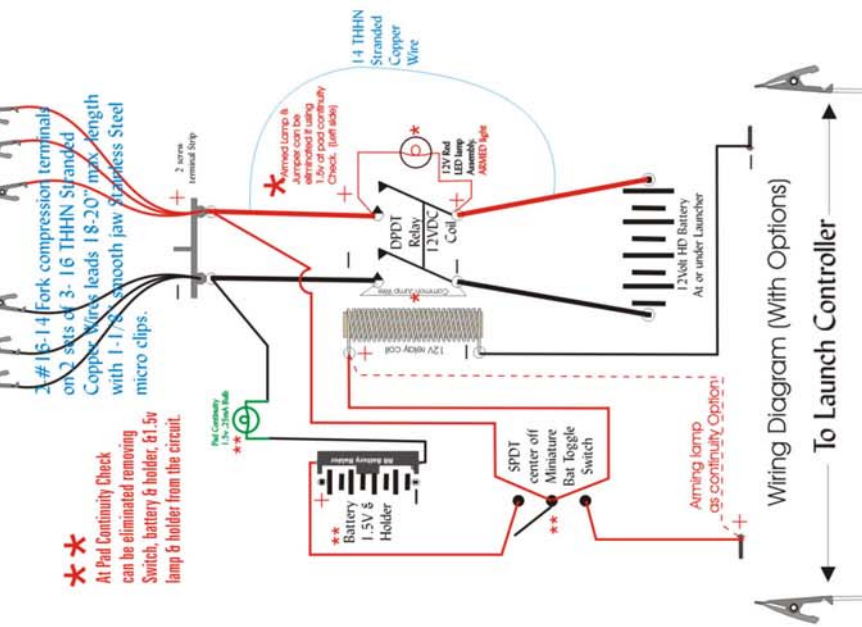 14 THHN
Stranded
Copper
Wire
2 #16-14 Fork compression terminals
on 2 sets of 3- 16 THHN Stranded
Copper Wires leads 18-20" max. length
with 1-1/8" smooth jaw Stainless Steel
micro clips.
2 screw
terminal Strip
+
−
* Armed Lamp &
Jumper can be
eliminated if using
1.5v at pad continuity
Check. (Left side)
+
*
12V Red
LED lamp
Assembly.
ARMED light
−
DPDT
Relay
12VDC
Coil
+
−
Common Jump Wire
*
12V relay coil
+
−
12Volt HD Battery
At or under Launcher
Pad Continuity
1.5v .25mA Bulb
**
** At Pad Continuity Check
can be eliminated removing
Switch, battery & holder, &1.5v
lamp & holder from the circuit.
BB Battery Holder
+
−
**
Battery
1.5V &
Holder
SPDT
center off
Miniature
Bat Toggle
Switch
**
Arming lamp
as continuity Option
+
−
Wiring Diagram (With Options)
To Launch Controller